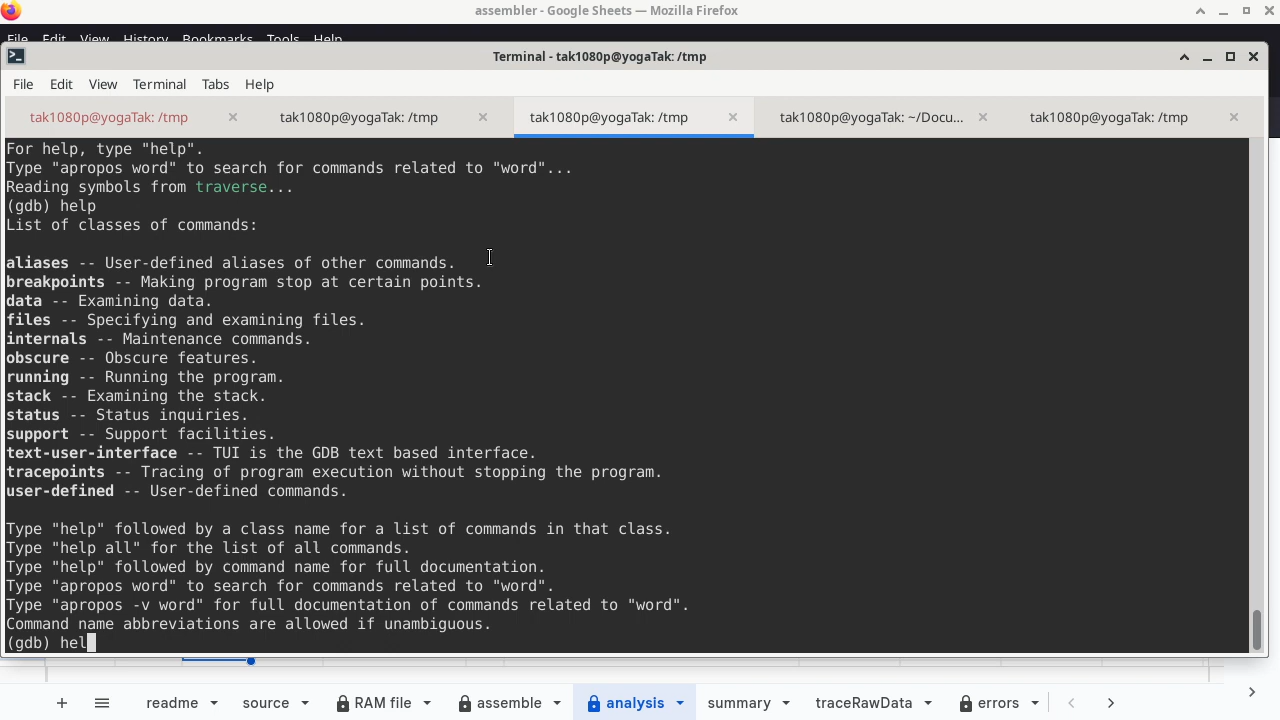 assembler - Google Sheets — Mozilla Firefox
File Edit View History Bookmarks Tools Help
Terminal - tak1080p@yogaTak: /tmp
File Edit View Terminal Tabs Help
tak1080p@yogaTak: /tmp tak1080p@yogaTak: /tmp tak1080p@yogaTak: /tmp tak1080p@yogaTak: ~/Docu... tak1080p@yogaTak: /tmp
For help, type "help".
Type "apropos word" to search for commands related to "word"...
Reading symbols from traverse...
(gdb) help
List of classes of commands:
aliases -- User-defined aliases of other commands.
breakpoints -- Making program stop at certain points.
data -- Examining data.
files -- Specifying and examining files.
internals -- Maintenance commands.
obscure -- Obscure features.
running -- Running the program.
stack -- Examining the stack.
status -- Status inquiries.
support -- Support facilities.
text-user-interface -- TUI is the GDB text based interface.
tracepoints -- Tracing of program execution without stopping the program.
user-defined -- User-defined commands.
Type "help" followed by a class name for a list of commands in that class.
Type "help all" for the list of all commands.
Type "help" followed by command name for full documentation.
Type "apropos word" to search for commands related to "word".
Type "apropos -v word" for full documentation of commands related to "word".
Command name abbreviations are allowed if unambiguous.
(gdb) hel
readme source RAM file assembler analysis summary traceRawData errors